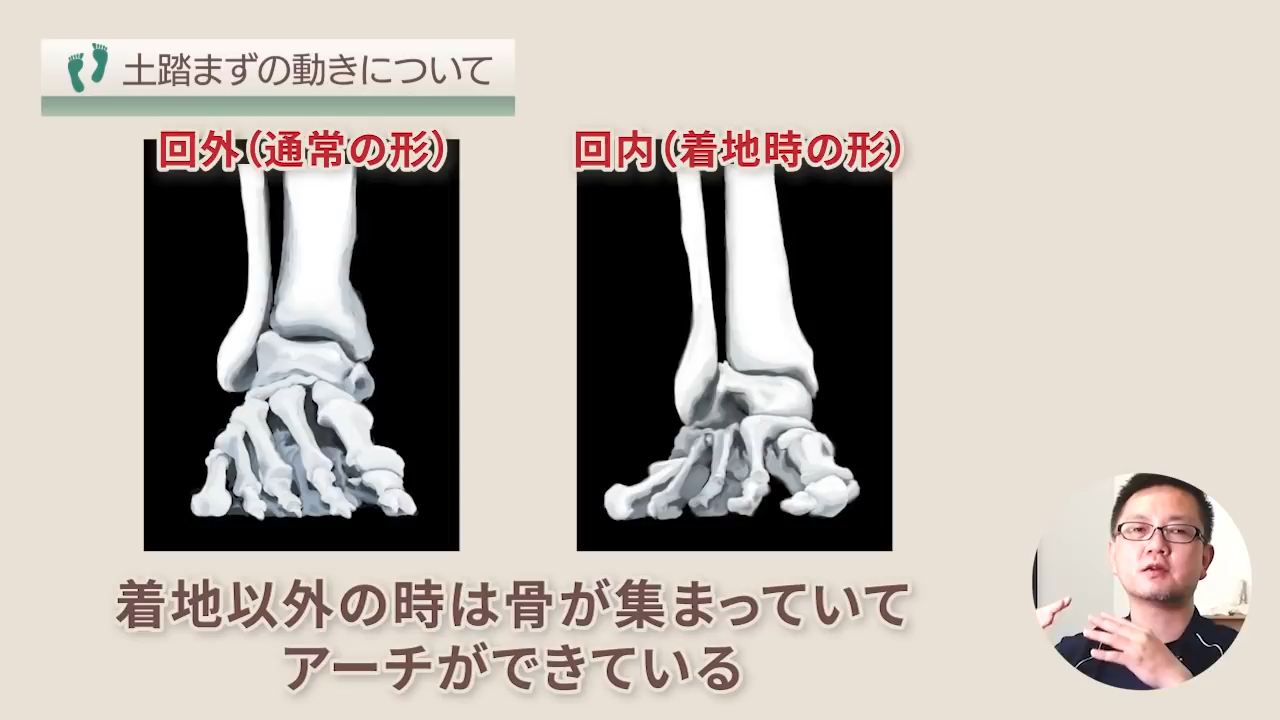 土踏まずの動きについて
回外(通常の形)
回内(着地時の形)
着地以外の時は骨が集まっていて
アーチができている